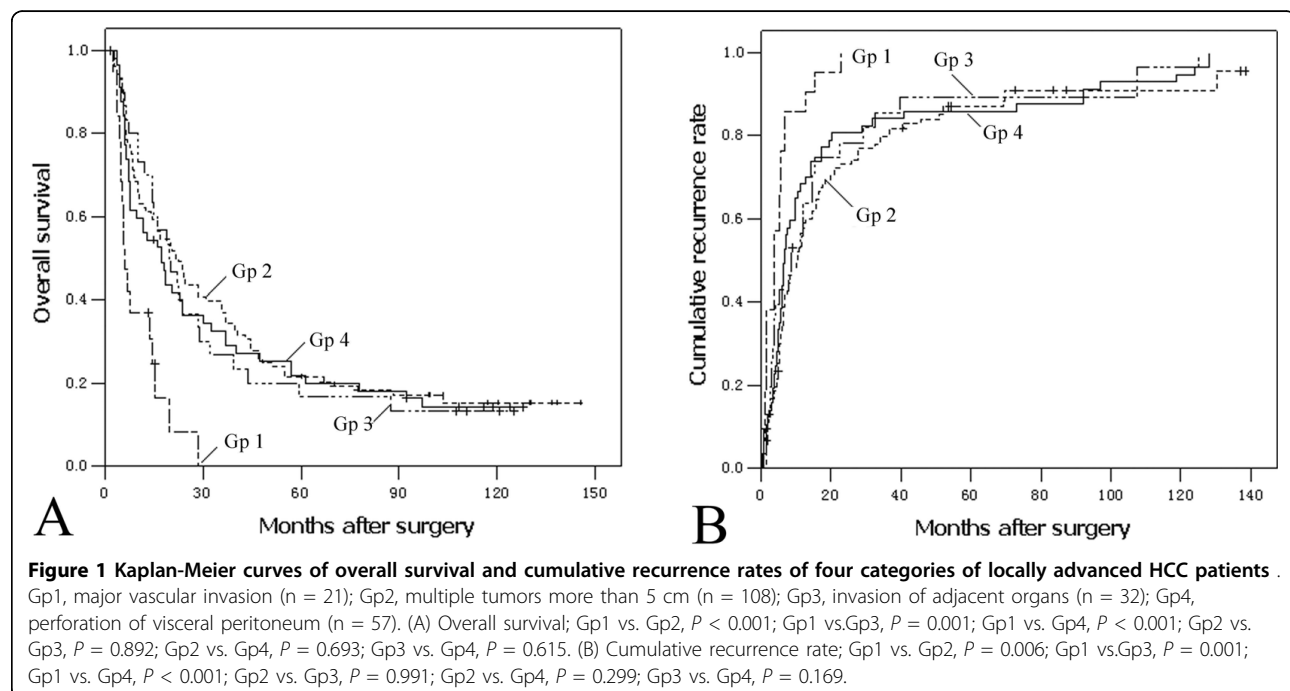 1.0
0.8
0.6
0.4
0.2
0.0
Overall survival
0
30
60
90
120
150
Months after surgery
Gp 2
Gp 4
Gp 3
Gp 1
A
1.0
0.8
0.6
0.4
0.2
0.0
Cumulative recurrence rate
0
20
40
60
80
100
120
140
Months after surgery
Gp 1
Gp 3
Gp 4
Gp 2
B
Figure 1 Kaplan-Meier curves of overall survival and cumulative recurrence rates of four categories of locally advanced HCC patients .
Gp1, major vascular invasion (n = 21); Gp2, multiple tumors more than 5 cm (n = 108); Gp3, invasion of adjacent organs (n = 32); Gp4,
perforation of visceral peritoneum (n = 57). (A) Overall survival; Gp1 vs. Gp2, P < 0.001; Gp1 vs.Gp3, P = 0.001; Gp1 vs. Gp4, P < 0.001; Gp2 vs.
Gp3, P = 0.892; Gp2 vs. Gp4, P = 0.693; Gp3 vs. Gp4, P = 0.615. (B) Cumulative recurrence rate; Gp1 vs. Gp2, P = 0.006; Gp1 vs.Gp3, P = 0.001;
Gp1 vs. Gp4, P < 0.001; Gp2 vs. Gp3, P = 0.991; Gp2 vs. Gp4, P = 0.299; Gp3 vs. Gp4, P = 0.169.